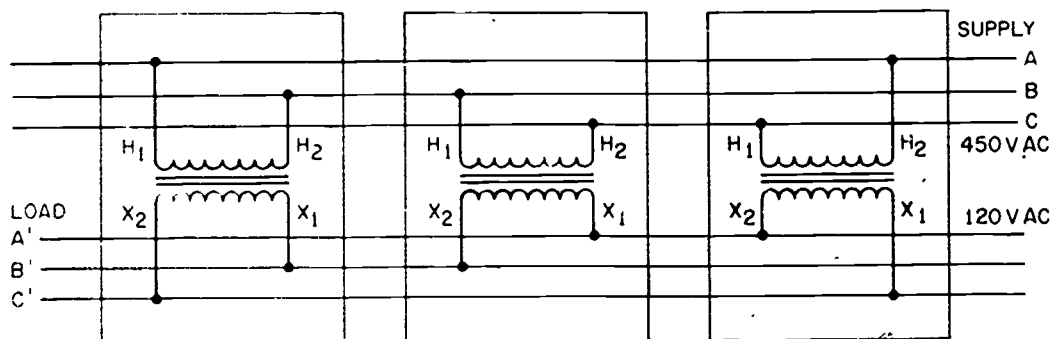 SUPPLY
A
B
C
H₁ H₂ H₁ H₂ H₁ H₂ 450 V AC
LOAD X₂ X₁ X₂ X₁ X₂ X₁ 120 V AC
A'
B'
C'